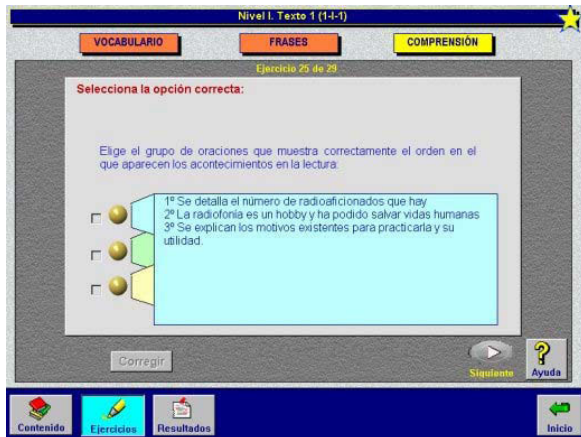 Nivel I. Texto 1 (1-I-1)
VOCABULARIO
FRASES
COMPRENSIÓN
Ejercicio 25 de 29
Selecciona la opción correcta:
Elige el grupo de oraciones que muestra correctamente el orden en el
que aparecen los acontecimientos en la lectura:
1º Se detalla el número de radioaficionados que hay
2º La radiofonía es un hobby y ha podido salvar vidas humanas
3º Se explican los motivos existentes para practicarla y su
utilidad.
Corregir
Siguiente
Ayuda
Contenido
Ejercicios
Resultados
Inicio